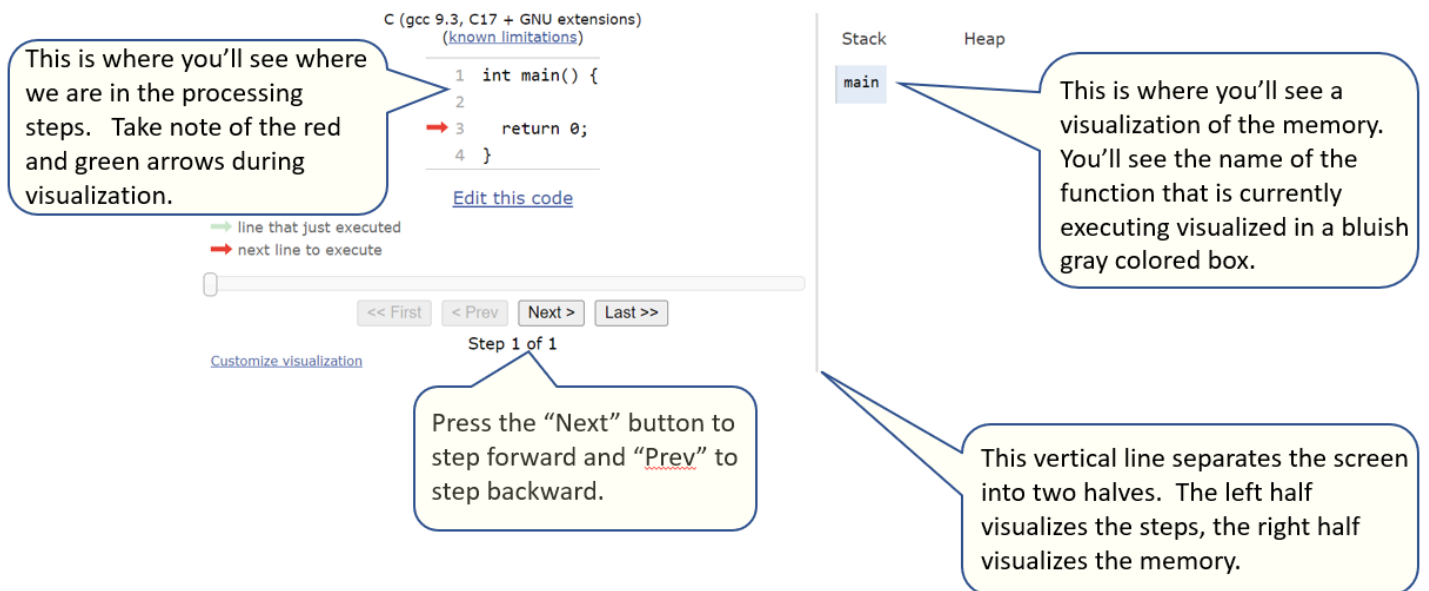 C (gcc 9.3, C17 + GNU extensions)
(known limitations)
This is where you’ll see where
we are in the processing
steps. Take note of the red
and green arrows during
visualization.
1 int main() {
2
3 return 0;
4 }
Edit this code
line that just executed
next line to execute
<< First < Prev Next > Last >>
Step 1 of 1
Customize visualization
Press the “Next” button to
step forward and “Prev” to
step backward.
Stack Heap
main
This is where you’ll see a
visualization of the memory.
You’ll see the name of the
function that is currently
executing visualized in a bluish
gray colored box.
This vertical line separates the screen
into two halves. The left half
visualizes the steps, the right half
visualizes the memory.